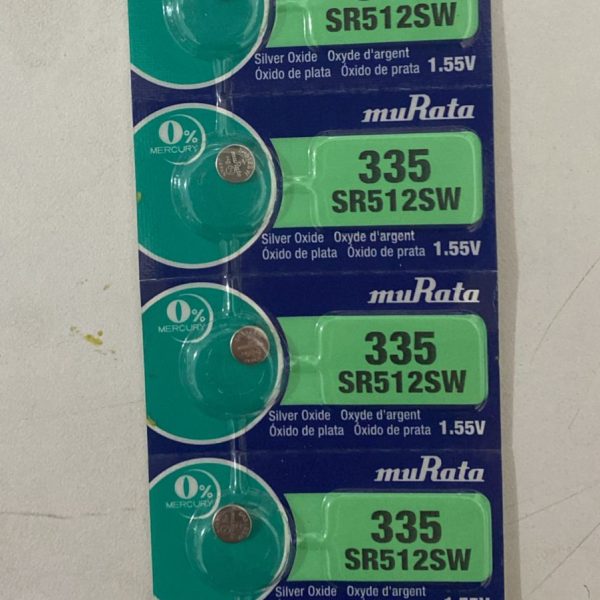 SR512SW
Silver Oxide Oxyde d'argent
Óxido de plata Óxido de prata 1.55V
muRata
0%
MERCURY
335
SR512SW
Silver Oxide Oxyde d'argent
Óxido de plata Óxido de prata 1.55V
muRata
0%
MERCURY
335
SR512SW
Silver Oxide Oxyde d'argent
Óxido de plata Óxido de prata 1.55V
muRata
0%
MERCURY
335
SR512SW
Silver Oxide Oxyde d'argent